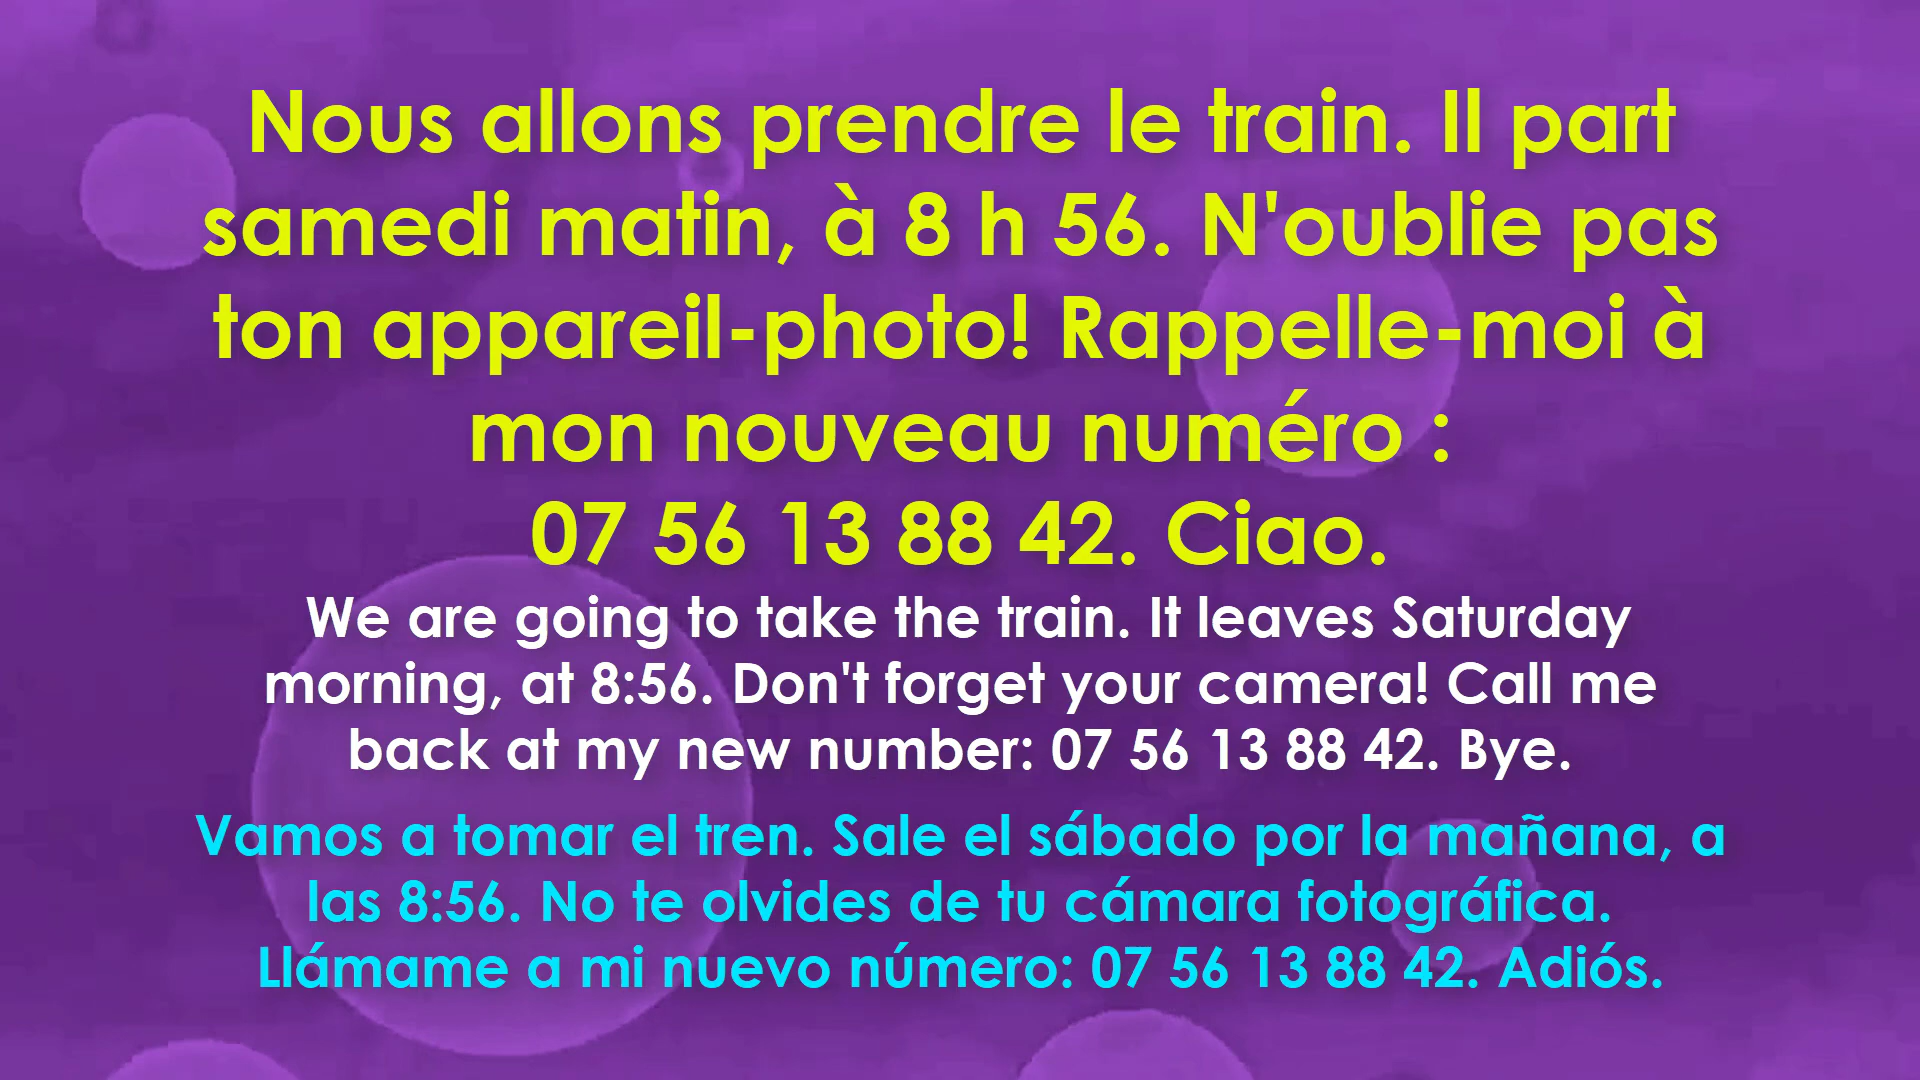 Nous allons prendre le train. Il part
samedi matin, à 8 h 56. N'oublie pas
ton appareil-photo! Rappelle-moi à
mon nouveau numéro :
07 56 13 88 42. Ciao.
We are going to take the train. It leaves Saturday
morning, at 8:56. Don't forget your camera! Call me
back at my new number: 07 56 13 88 42. Bye.
Vamos a tomar el tren. Sale el sábado por la mañana, a
las 8:56. No te olvides de tu cámara fotográfica.
Llámame a mi nuevo número: 07 56 13 88 42. Adiós.